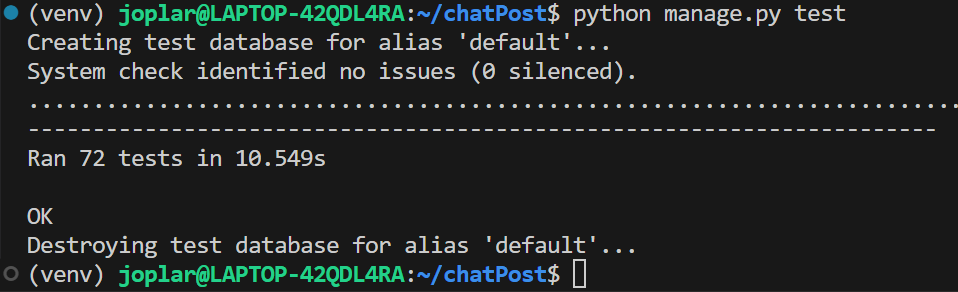 (venv) joplar@LAPTOP-42QDL4RA:~/chatPost$ python manage.py test
Creating test database for alias 'default'...
System check identified no issues (0 silenced).
........................................................................
----------------------------------------------------------------------
Ran 72 tests in 10.549s

OK
Destroying test database for alias 'default'...
(venv) joplar@LAPTOP-42QDL4RA:~/chatPost$